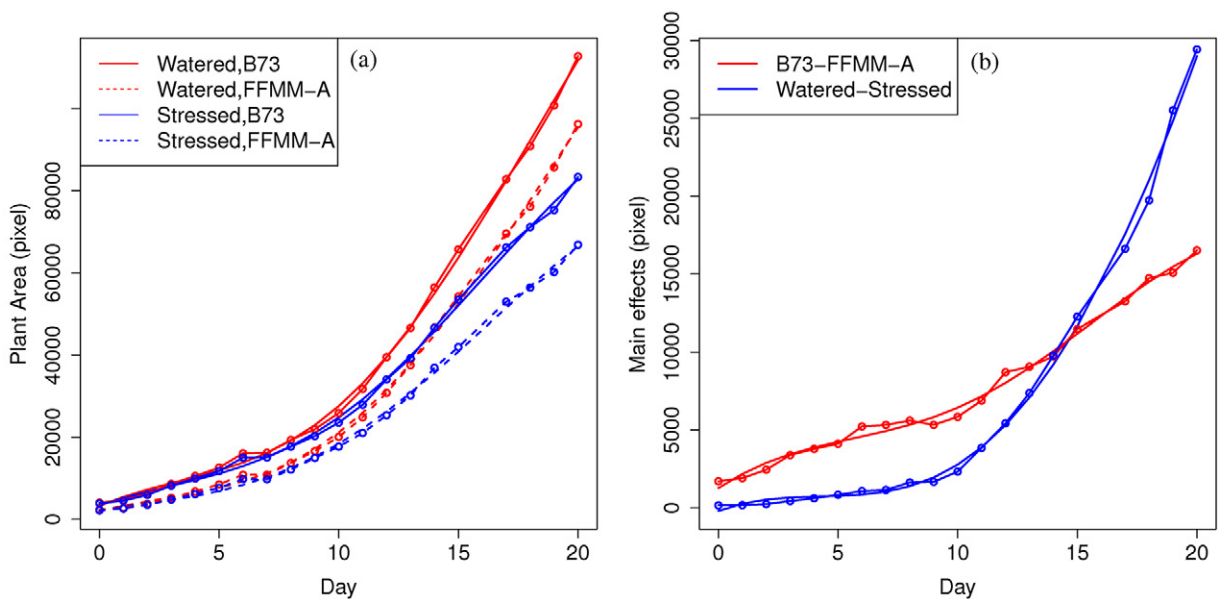 Watered,B73
Watered,FFMM−A
Stressed,B73
Stressed,FFMM−A
(a)
Plant Area (pixel)
0
20000
40000
60000
80000
0
5
10
15
20
Day
B73−FFMM−A
Watered−Stressed
(b)
Main effects (pixel)
0
5000
10000
15000
20000
25000
30000
0
5
10
15
20
Day